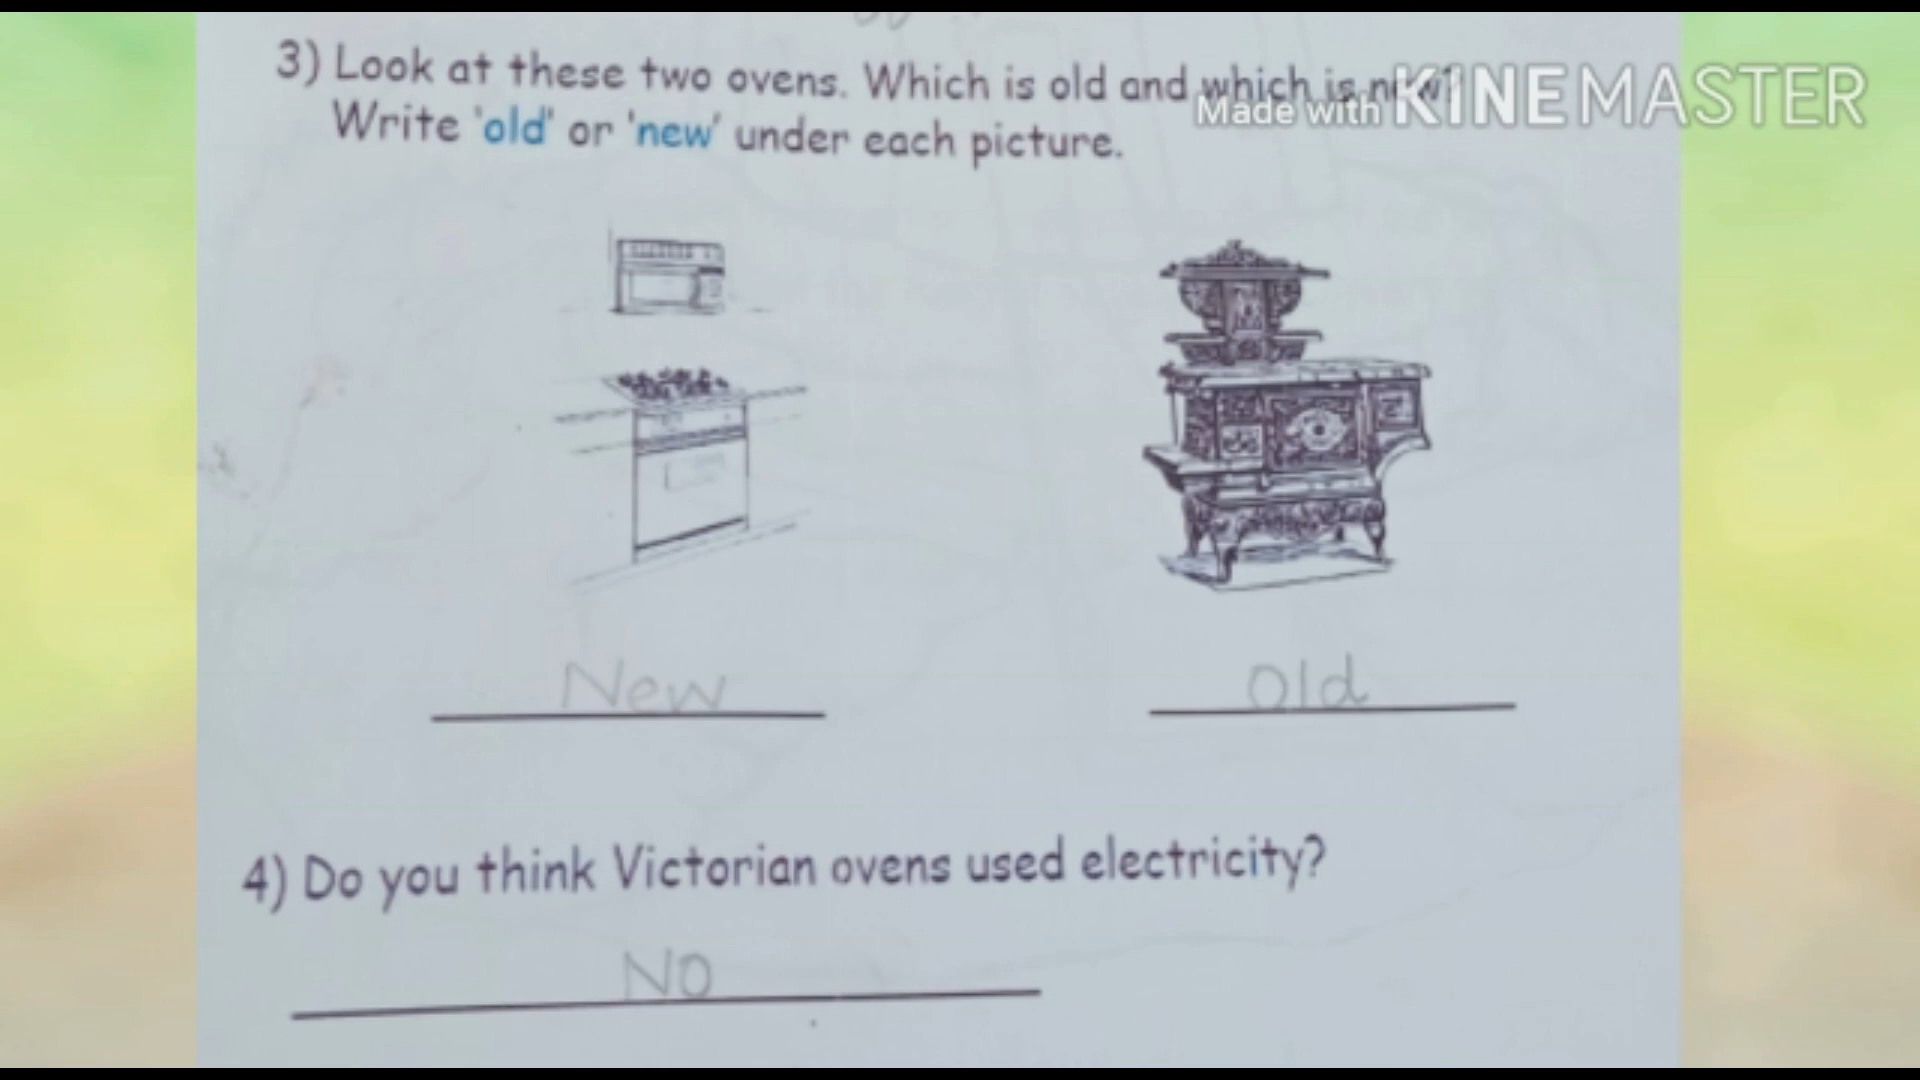 3) Look at these two ovens. Which is old and which is new?
Made with KINEMASTER
Write 'old' or 'new' under each picture.
New
Old
4) Do you think Victorian ovens used electricity?
NO